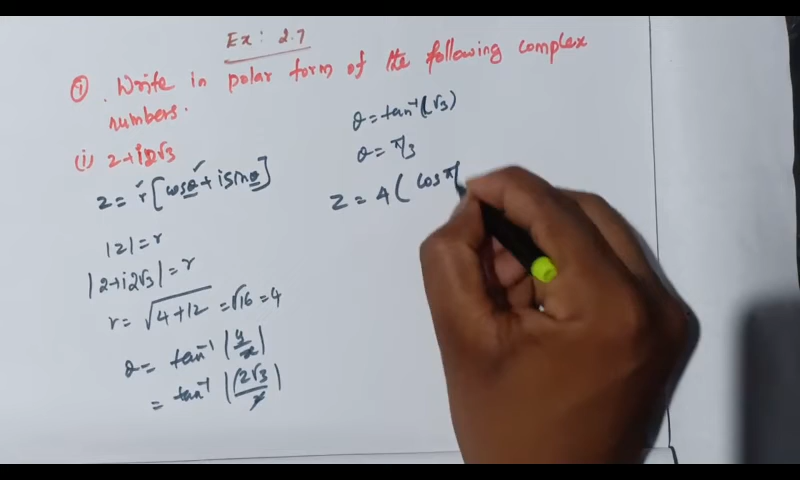 Ex: 2.7
① Write in polar form of the following complex
numbers.
(i) 2+i2√3
z = r[cosθ+isinθ]
|z| = r
|2+i2√3| = r
r = √4+12 = √16 = 4
θ = tan⁻¹ |y/x|
= tan⁻¹ |2√3/2|
θ = tan⁻¹(√3)
θ = π/3
z = 4( cos π/